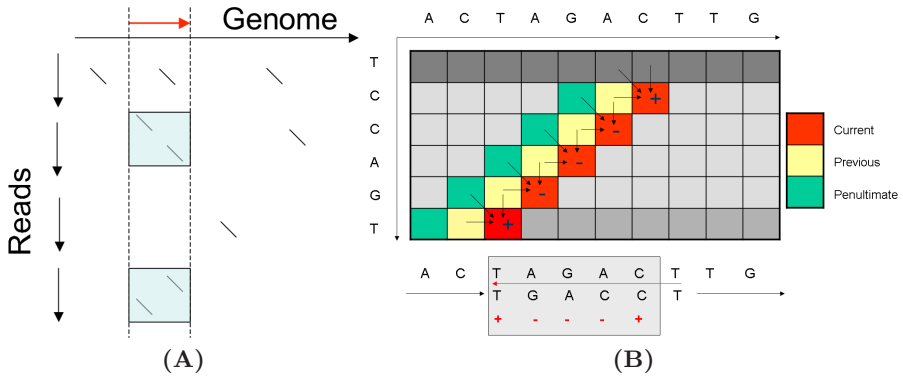 Genome
Reads
(A)
A C T A G A C T T G
T
C
C
A
G
T
+
-
-
-
+
Current
Previous
Penultimate
A C T A G A C T T G
T G A C C T
+ - - - +
(B)